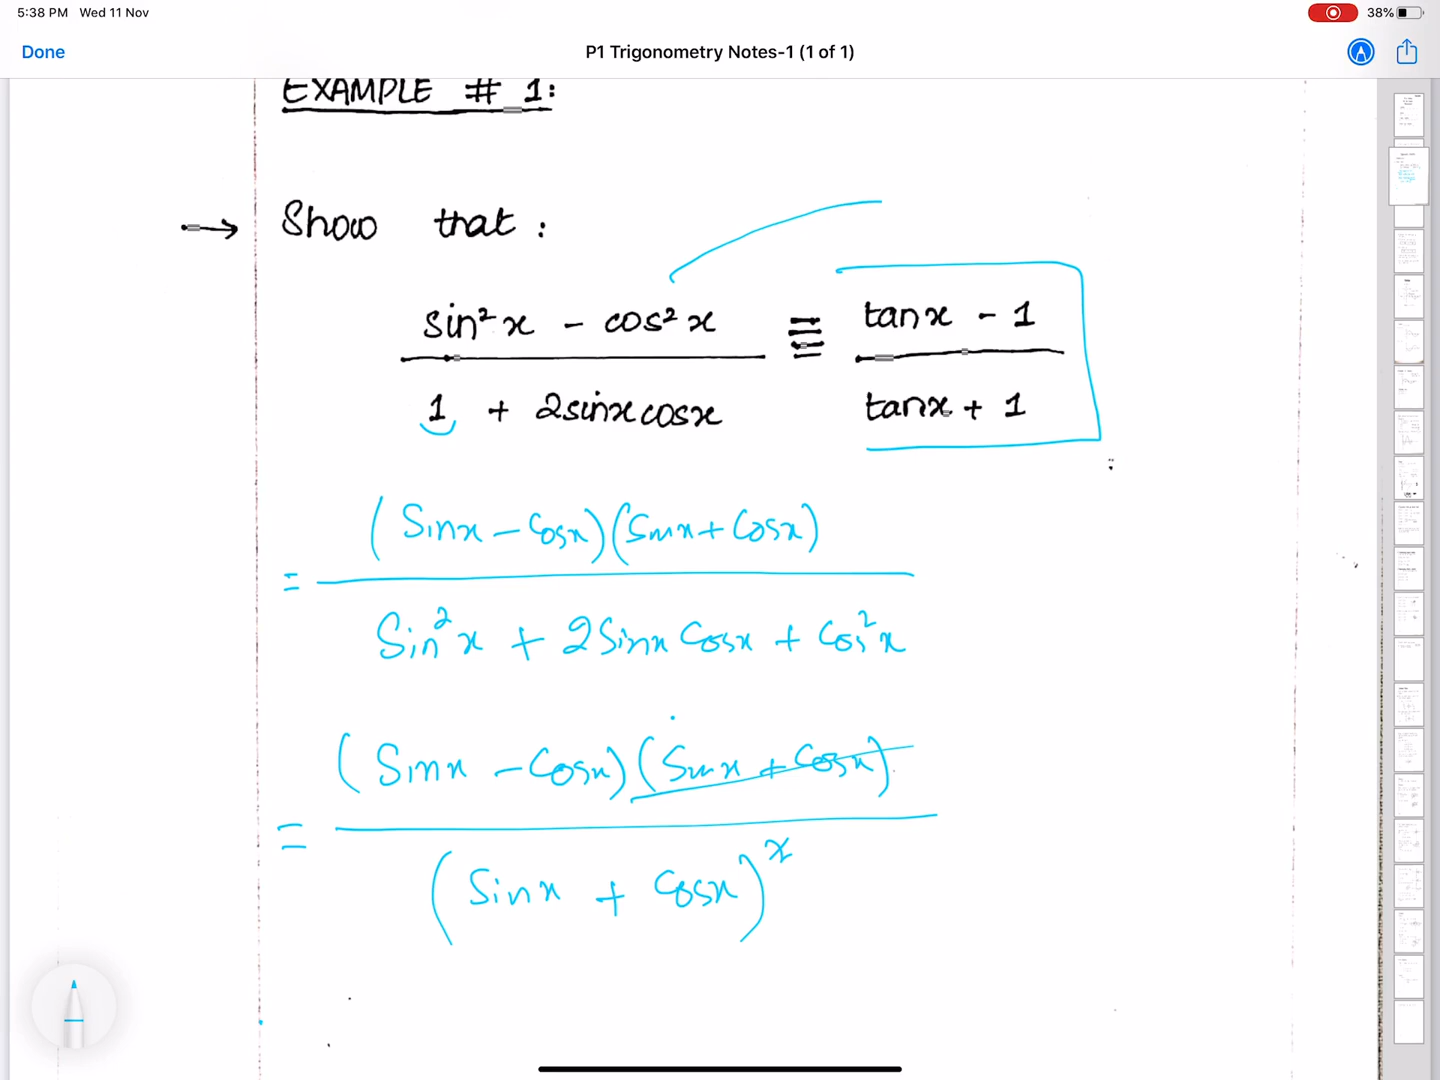 5:38 PM Wed 11 Nov 38%
Done P1 Trigonometry Notes-1 (1 of 1)
EXAMPLE # 1:
→ Show that :
sin²x - cos²x ≡ tanx - 1
1 + 2sinxcosx tanx + 1
(Sinx - Cosx)(Sinx + Cosx)
=
Sin²x + 2Sinx Cosx + Cos²x
(Sinx - Cosx)(Sinx + Cosx)
=
(Sinx + Cosx)²